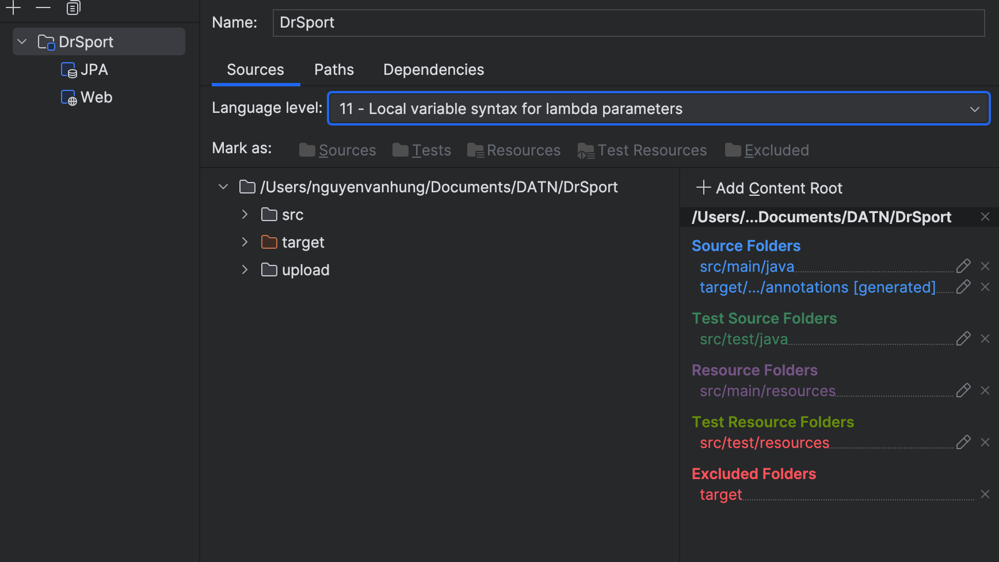 Name: DrSport
DrSport
JPA
Web
Sources Paths Dependencies
Language level: 11 - Local variable syntax for lambda parameters
Mark as: Sources Tests Resources Test Resources Excluded
/Users/nguyenvanhung/Documents/DATN/DrSport
src
target
upload
Add Content Root
/Users/...Documents/DATN/DrSport
Source Folders
src/main/java
target/.../annotations [generated]
Test Source Folders
src/test/java
Resource Folders
src/main/resources
Test Resource Folders
src/test/resources
Excluded Folders
target